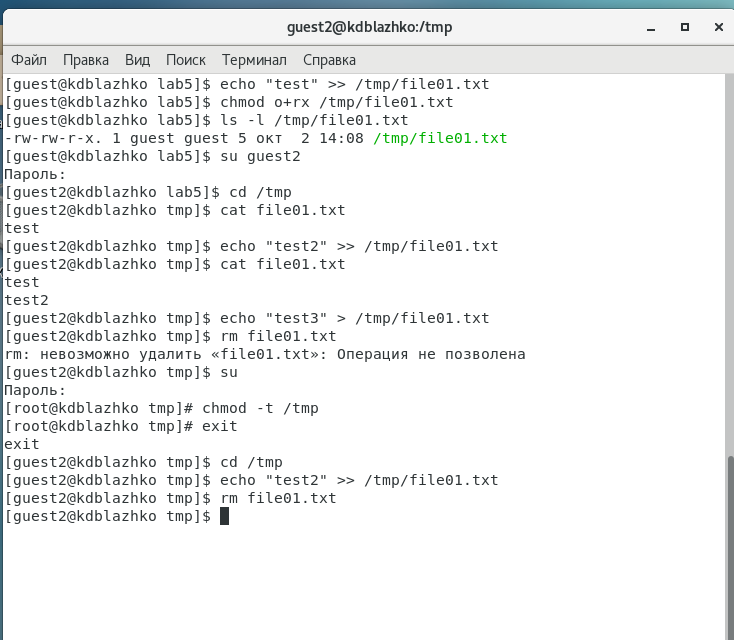 guest2@kdblazhko:/tmp
Файл Правка Вид Поиск Терминал Справка
[guest@kdblazhko lab5]$ echo "test" >> /tmp/file01.txt
[guest@kdblazhko lab5]$ chmod o+rx /tmp/file01.txt
[guest@kdblazhko lab5]$ ls -l /tmp/file01.txt
-rw-rw-r-x. 1 guest guest 5 окт  2 14:08 /tmp/file01.txt
[guest@kdblazhko lab5]$ su guest2
Пароль:
[guest2@kdblazhko lab5]$ cd /tmp
[guest2@kdblazhko tmp]$ cat file01.txt
test
[guest2@kdblazhko tmp]$ echo "test2" >> /tmp/file01.txt
[guest2@kdblazhko tmp]$ cat file01.txt
test
test2
[guest2@kdblazhko tmp]$ echo "test3" > /tmp/file01.txt
[guest2@kdblazhko tmp]$ rm file01.txt
rm: невозможно удалить «file01.txt»: Операция не позволена
[guest2@kdblazhko tmp]$ su
Пароль:
[root@kdblazhko tmp]# chmod -t /tmp
[root@kdblazhko tmp]# exit
exit
[guest2@kdblazhko tmp]$ cd /tmp
[guest2@kdblazhko tmp]$ echo "test2" >> /tmp/file01.txt
[guest2@kdblazhko tmp]$ rm file01.txt
[guest2@kdblazhko tmp]$